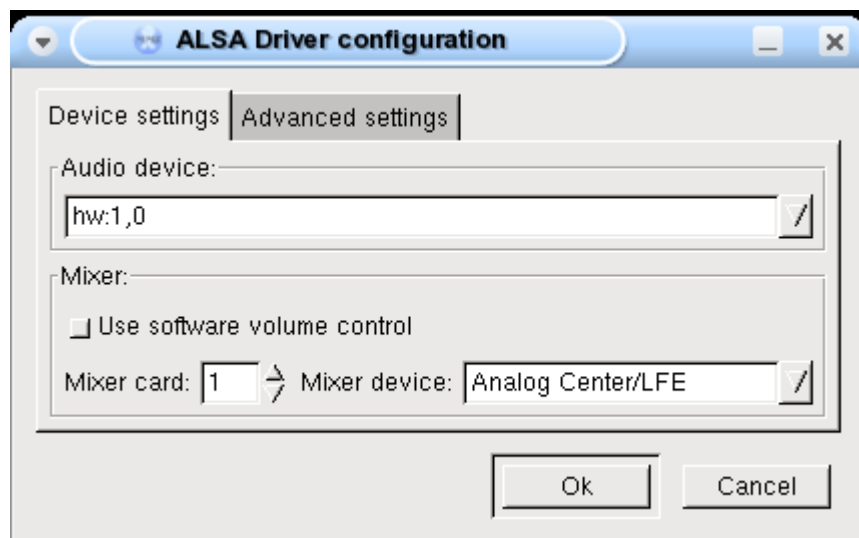 ALSA Driver configuration
Device settings Advanced settings
Audio device:
hw:1,0
Mixer:
Use software volume control
Mixer card: 1 Mixer device: Analog Center/LFE
Ok Cancel